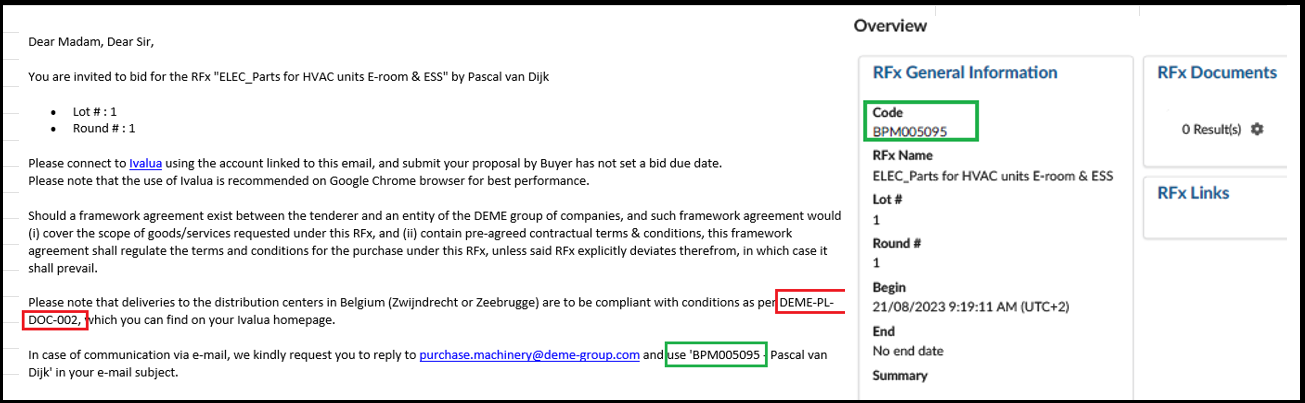 Dear Madam, Dear Sir,
You are invited to bid for the RFx "ELEC_Parts for HVAC units E-room & ESS" by Pascal van Dijk
• Lot # : 1
• Round # : 1
Please connect to Ivalua using the account linked to this email, and submit your proposal by Buyer has not set a bid due date.
Please note that the use of Ivalua is recommended on Google Chrome browser for best performance.
Should a framework agreement exist between the tenderer and an entity of the DEME group of companies, and such framework agreement would
(i) cover the scope of goods/services requested under this RFx, and (ii) contain pre-agreed contractual terms & conditions, this framework
agreement shall regulate the terms and conditions for the purchase under this RFx, unless said RFx explicitly deviates therefrom, in which case it
shall prevail.
Please note that deliveries to the distribution centers in Belgium (Zwijndrecht or Zeebrugge) are to be compliant with conditions as per DEME-PL-
DOC-002, which you can find on your Ivalua homepage.
In case of communication via e-mail, we kindly request you to reply to purchase.machinery@deme-group.com and use 'BPM005095 - Pascal van
Dijk' in your e-mail subject.
Overview
RFx General Information
Code
BPM005095
RFx Name
ELEC_Parts for HVAC units E-room & ESS
Lot #
1
Round #
1
Begin
21/08/2023 9:19:11 AM (UTC+2)
End
No end date
Summary
RFx Documents
0 Result(s)
RFx Links